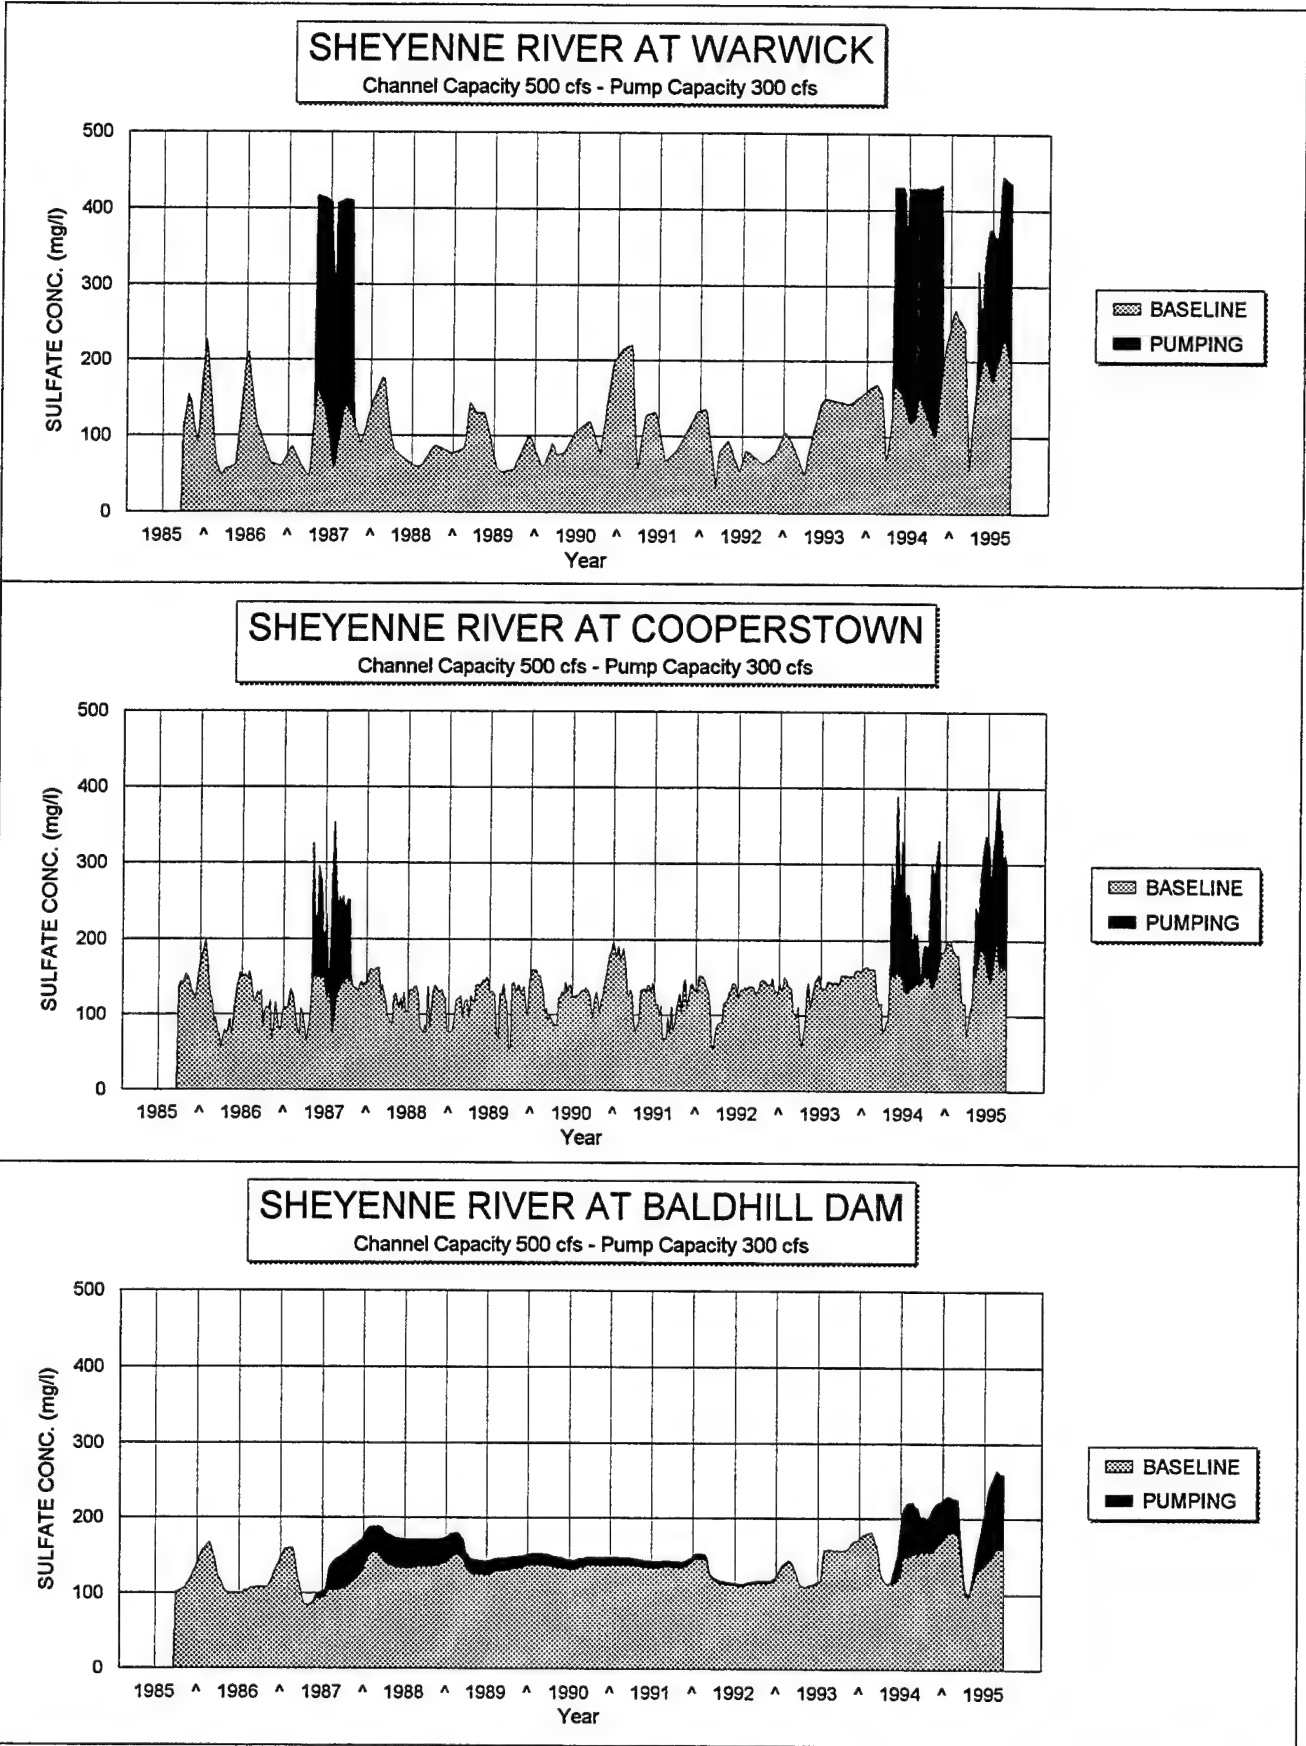 SHEYENNE RIVER AT WARWICK
Channel Capacity 500 cfs - Pump Capacity 300 cfs
500
400
300
200
100
0
SULFATE CONC. (mg/l)
1985 ^ 1986 ^ 1987 ^ 1988 ^ 1989 ^ 1990 ^ 1991 ^ 1992 ^ 1993 ^ 1994 ^ 1995
Year
BASELINE
PUMPING
SHEYENNE RIVER AT COOPERSTOWN
Channel Capacity 500 cfs - Pump Capacity 300 cfs
500
400
300
200
100
0
SULFATE CONC. (mg/l)
1985 ^ 1986 ^ 1987 ^ 1988 ^ 1989 ^ 1990 ^ 1991 ^ 1992 ^ 1993 ^ 1994 ^ 1995
Year
BASELINE
PUMPING
SHEYENNE RIVER AT BALDHILL DAM
Channel Capacity 500 cfs - Pump Capacity 300 cfs
500
400
300
200
100
0
SULFATE CONC. (mg/l)
1985 ^ 1986 ^ 1987 ^ 1988 ^ 1989 ^ 1990 ^ 1991 ^ 1992 ^ 1993 ^ 1994 ^ 1995
Year
BASELINE
PUMPING